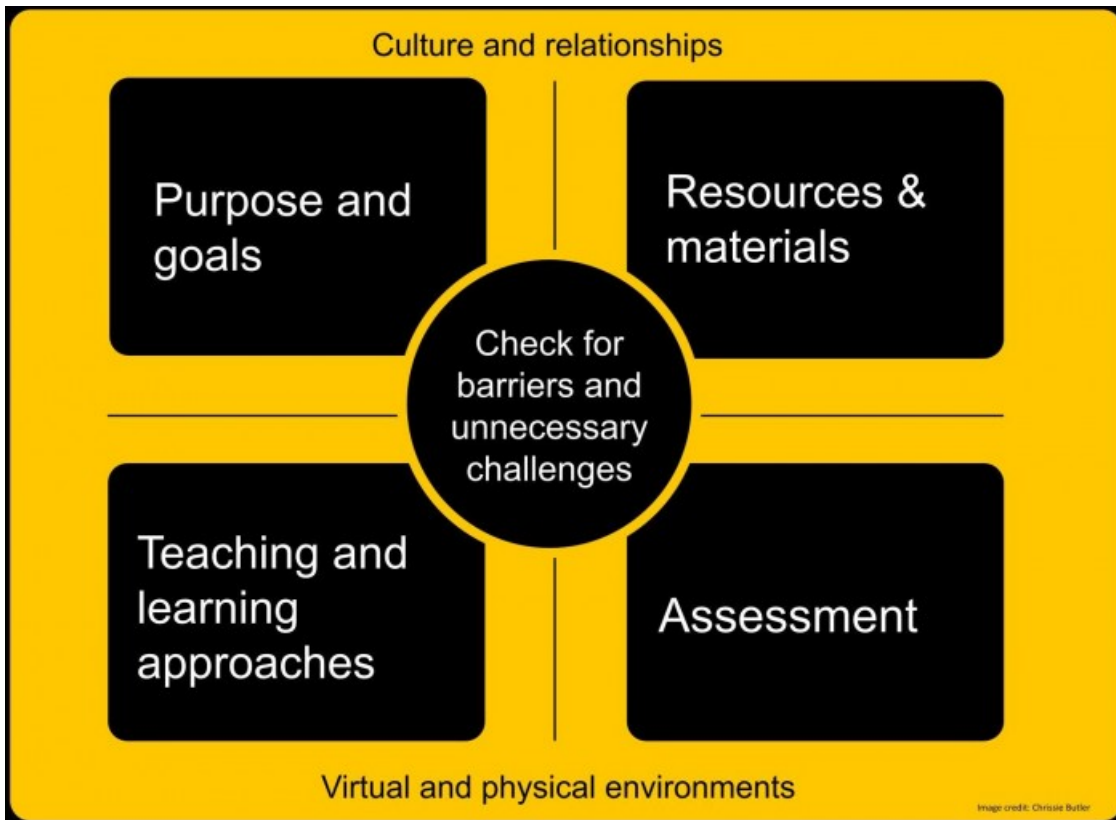 Culture and relationships
Purpose and
goals
Resources &
materials
Check for
barriers and
unnecessary
challenges
Teaching and
learning
approaches
Assessment
Virtual and physical environments
Image credit: Chrissie Butler